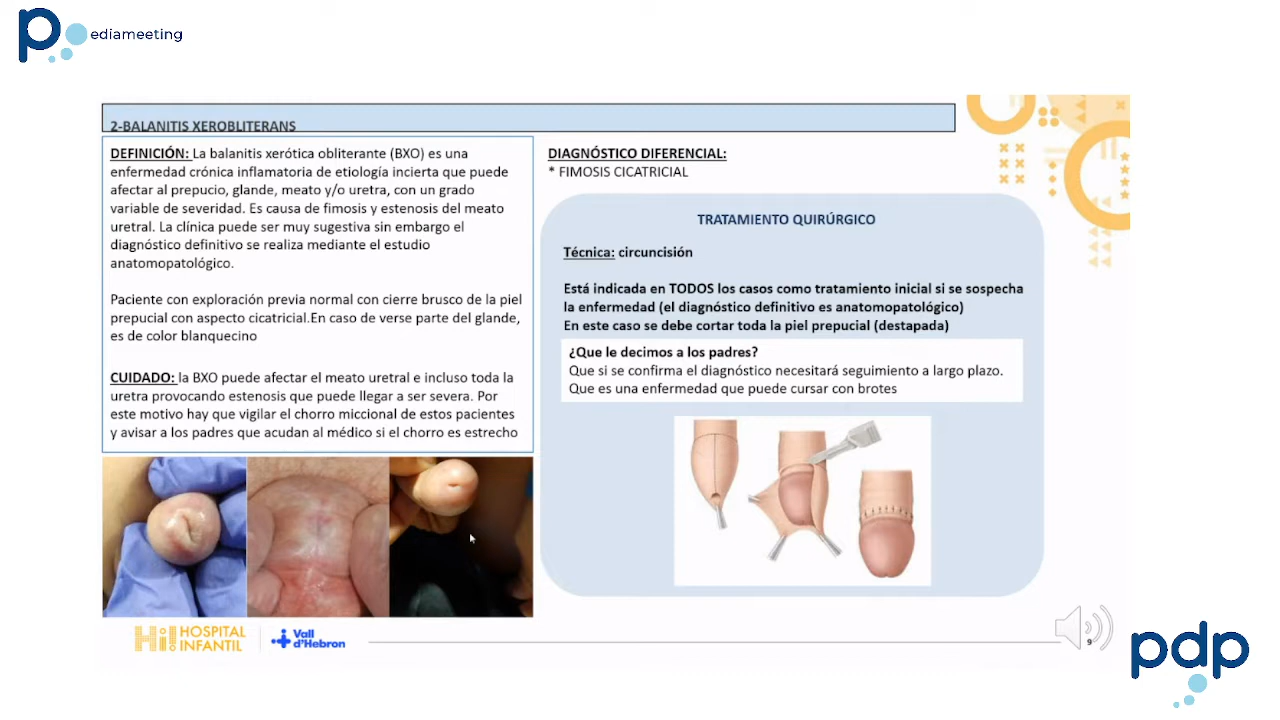 pediameeting
2-BALANITIS XEROBLITERANS
DEFINICIÓN: La balanitis xerótica obliterante (BXO) es una
enfermedad crónica inflamatoria de etiología incierta que puede
afectar al prepucio, glande, meato y/o uretra, con un grado
variable de severidad. Es causa de fimosis y estenosis del meato
uretral. La clínica puede ser muy sugestiva sin embargo el
diagnóstico definitivo se realiza mediante el estudio
anatomopatológico.
Paciente con exploración previa normal con cierre brusco de la piel
prepucial con aspecto cicatricial.En caso de verse parte del glande,
es de color blanquecino
CUIDADO: la BXO puede afectar el meato uretral e incluso toda la
uretra provocando estenosis que puede llegar a ser severa. Por
este motivo hay que vigilar el chorro miccional de estos pacientes
y avisar a los padres que acudan al médico si el chorro es estrecho
DIAGNÓSTICO DIFERENCIAL:
* FIMOSIS CICATRICIAL
TRATAMIENTO QUIRÚRGICO
Técnica: circuncisión
Está indicada en TODOS los casos como tratamiento inicial si se sospecha
la enfermedad (el diagnóstico definitivo es anatomopatológico)
En este caso se debe cortar toda la piel prepucial (destapada)
¿Que le decimos a los padres?
Que si se confirma el diagnóstico necesitará seguimiento a largo plazo.
Que es una enfermedad que puede cursar con brotes
Hi! HOSPITAL
INFANTIL
Vall
d'Hebron
9
pdp